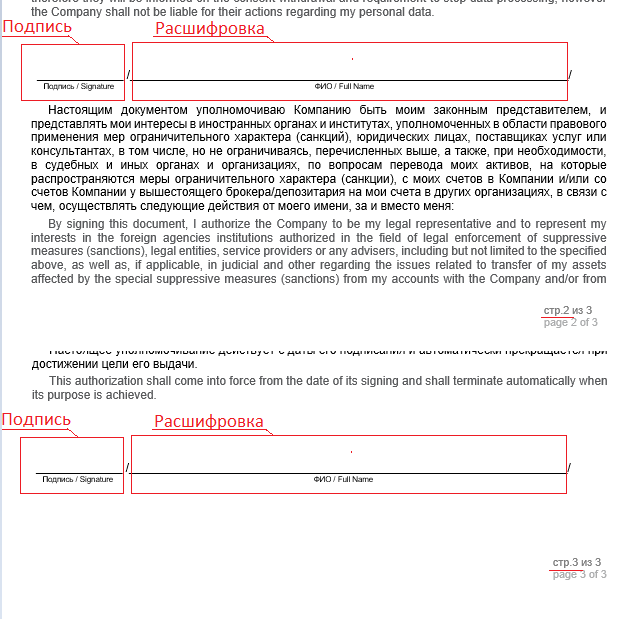 therefore they will be informed on the consent withdrawal and requirement to stop data processing, however
the Company shall not be liable for their actions regarding my personal data.
Подпись Расшифровка
/ /
Подпись / Signature ФИО / Full Name
Настоящим документом уполномочиваю Компанию быть моим законным представителем, и
представлять мои интересы в иностранных органах и институтах, уполномоченных в области правового
применения мер ограничительного характера (санкций), юридических лицах, поставщиках услуг или
консультантах, в том числе, но не ограничиваясь, перечисленных выше, а также, при необходимости,
в судебных и иных органах и организациях, по вопросам перевода моих активов, на которые
распространяются меры ограничительного характера (санкции), с моих счетов в Компании и/или со
счетов Компании у вышестоящего брокера/депозитария на мои счета в других организациях, в связи с
чем, осуществлять следующие действия от моего имени, за и вместо меня:
By signing this document, I authorize the Company to be my legal representative and to represent my
interests in the foreign agencies institutions authorized in the field of legal enforcement of suppressive
measures (sanctions), legal entities, service providers or any advisers, including but not limited to the specified
above, as well as, if applicable, in judicial and other regarding the issues related to transfer of my assets
affected by the special suppressive measures (sanctions) from my accounts with the Company and/or from
стр.2 из 3
page 2 of 3
Настоящее уполномочивание действует с даты его подписания и автоматически прекращается при
достижении цели его выдачи.
This authorization shall come into force from the date of its signing and shall terminate automatically when
its purpose is achieved.
Подпись Расшифровка
/ /
Подпись / Signature ФИО / Full Name
стр.3 из 3
page 3 of 3